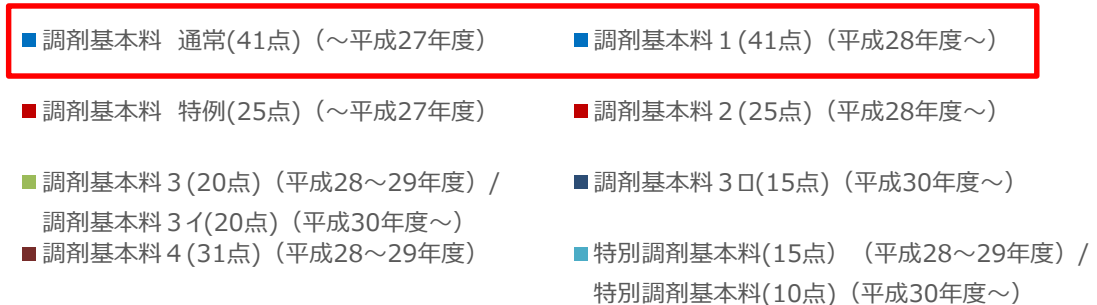 調剤基本料 通常(41点)（～平成27年度）
調剤基本料１(41点)（平成28年度～）
調剤基本料 特例(25点)（～平成27年度）
調剤基本料２(25点)（平成28年度～）
調剤基本料３(20点)（平成28～29年度）/
調剤基本料３イ(20点)（平成30年度～）
調剤基本料３ロ(15点)（平成30年度～）
調剤基本料４(31点)（平成28～29年度）
特別調剤基本料(15点）（平成28～29年度）/
特別調剤基本料(10点)（平成30年度～）